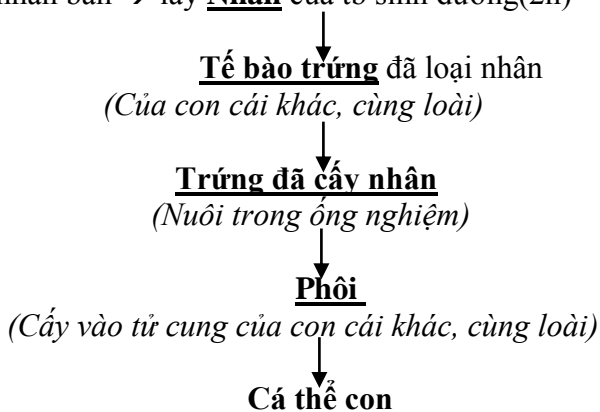 nhân bản → lấy Nhân của tb sinh dưỡng(2n)
Tế bào trứng đã loại nhân
(Của con cái khác, cùng loài)
Trứng đã cấy nhân
(Nuôi trong ống nghiệm)
Phôi
(Cấy vào tử cung của con cái khác, cùng loài)
Cá thể con